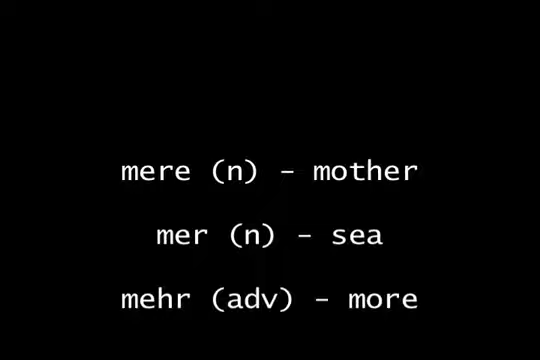 mere (n) – mother
mer (n) – sea
mehr (adv) – more